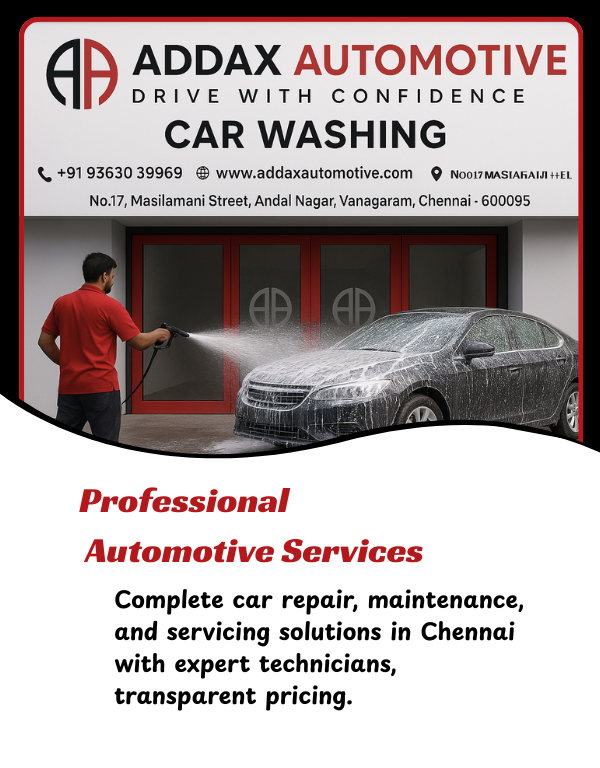 AA ADDAX AUTOMOTIVE
DRIVE WITH CONFIDENCE
CAR WASHING
+91 93630 39969 www.addaxautomotive.com
No.17, Masilamani Street, Andal Nagar, Vanagaram, Chennai - 600095
Professional
Automotive Services
Complete car repair, maintenance,
and servicing solutions in Chennai
with expert technicians,
transparent pricing.